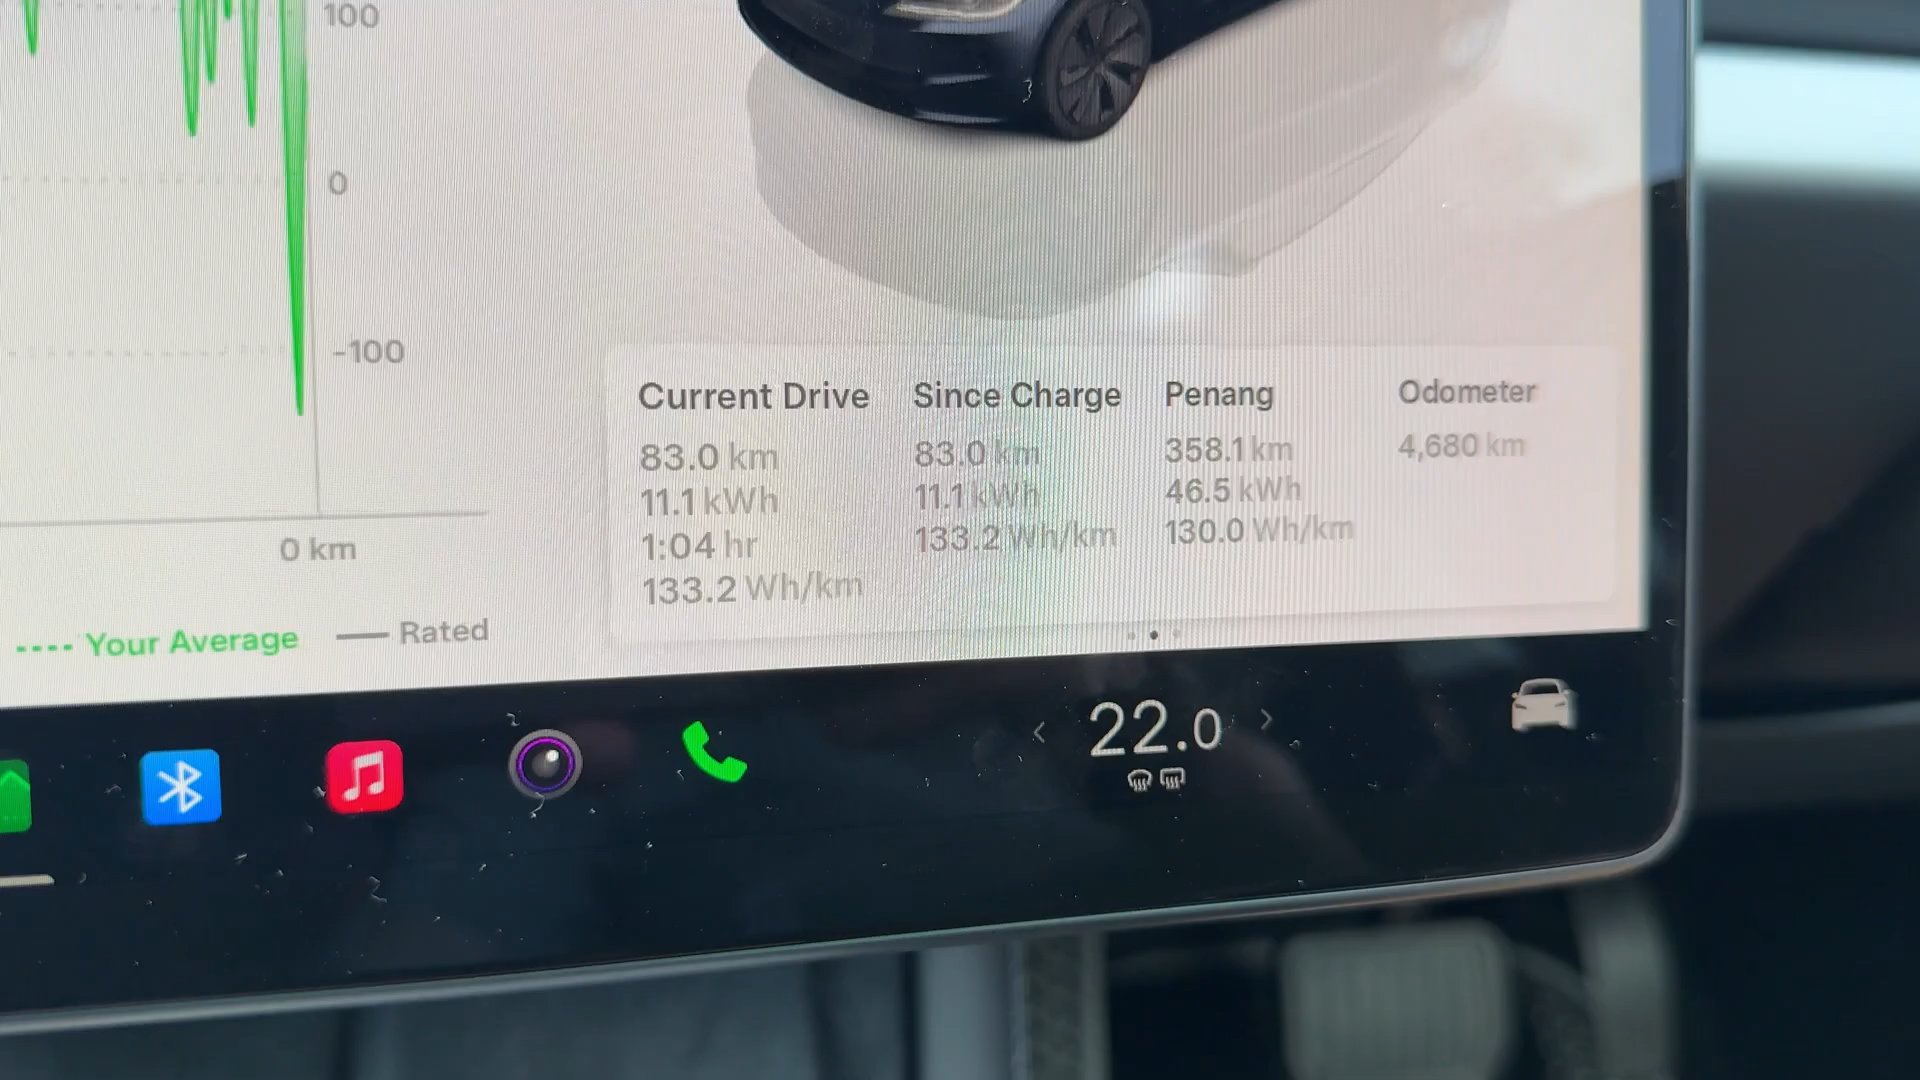 100
0
-100
0 km
Your Average
Rated
Current Drive
83.0 km
11.1 kWh
1:04 hr
133.2 Wh/km
Since Charge
83.0 km
11.1 kWh
133.2 Wh/km
Penang
358.1 km
46.5 kWh
130.0 Wh/km
Odometer
4,680 km
22.0